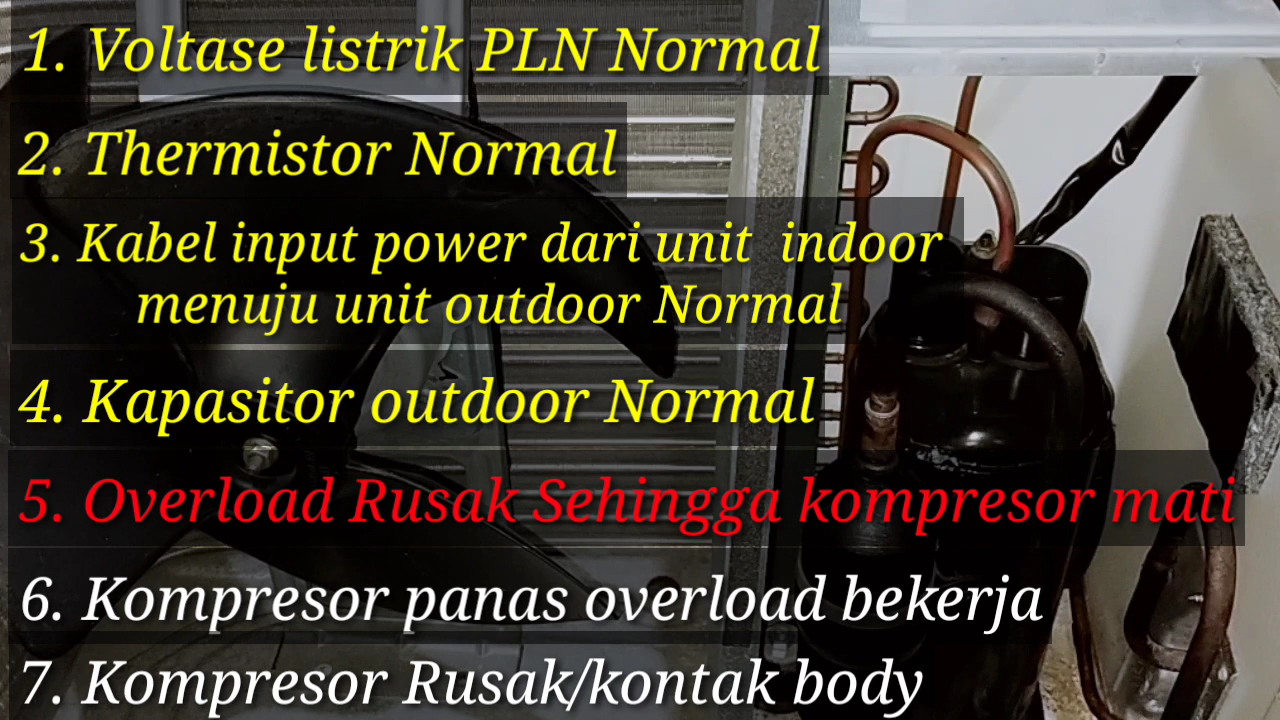 1. Voltase listrik PLN Normal
2. Thermistor Normal
3. Kabel input power dari unit indoor
menuju unit outdoor Normal
4. Kapasitor outdoor Normal
5. Overload Rusak Sehingga kompresor mati
6. Kompresor panas overload bekerja
7. Kompresor Rusak/kontak body